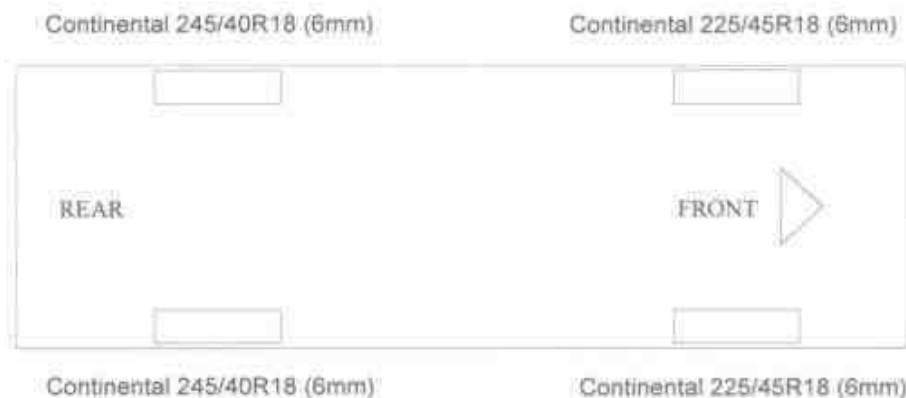 Continental 245/40R18 (6mm) Continental 225/45R18 (6mm)
REAR FRONT
Continental 245/40R18 (6mm) Continental 225/45R18 (6mm)